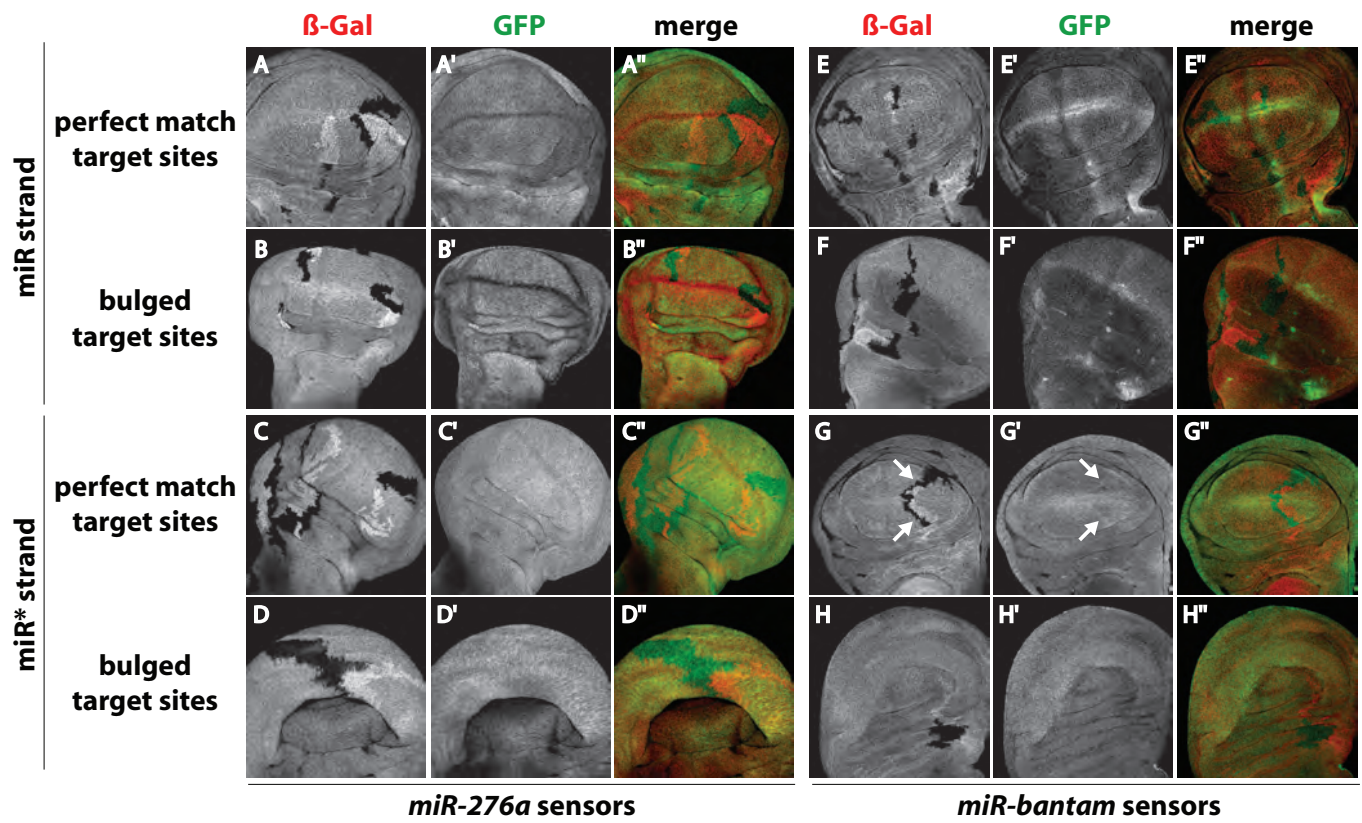 ß-Gal GFP merge ß-Gal GFP merge
miR strand
perfect match
target sites
A A' A" E E' E"
bulged
target sites
B B' B" F F' F"
miR* strand
perfect match
target sites
C C' C" G G' G"
bulged
target sites
D D' D" H H' H"
miR-276a sensors miR-bantam sensors